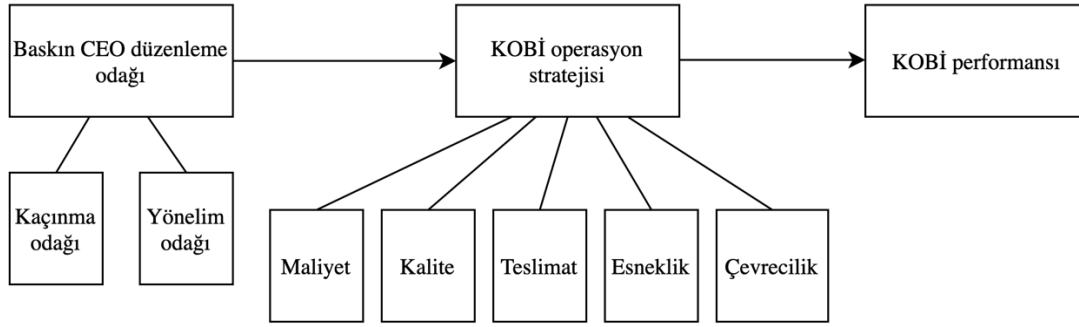 Baskın CEO düzenleme
odağı
KOBİ operasyon
stratejisi
KOBİ performansı
Kaçınma
odağı
Yönelim
odağı
Maliyet
Kalite
Teslimat
Esneklik
Çevrecilik